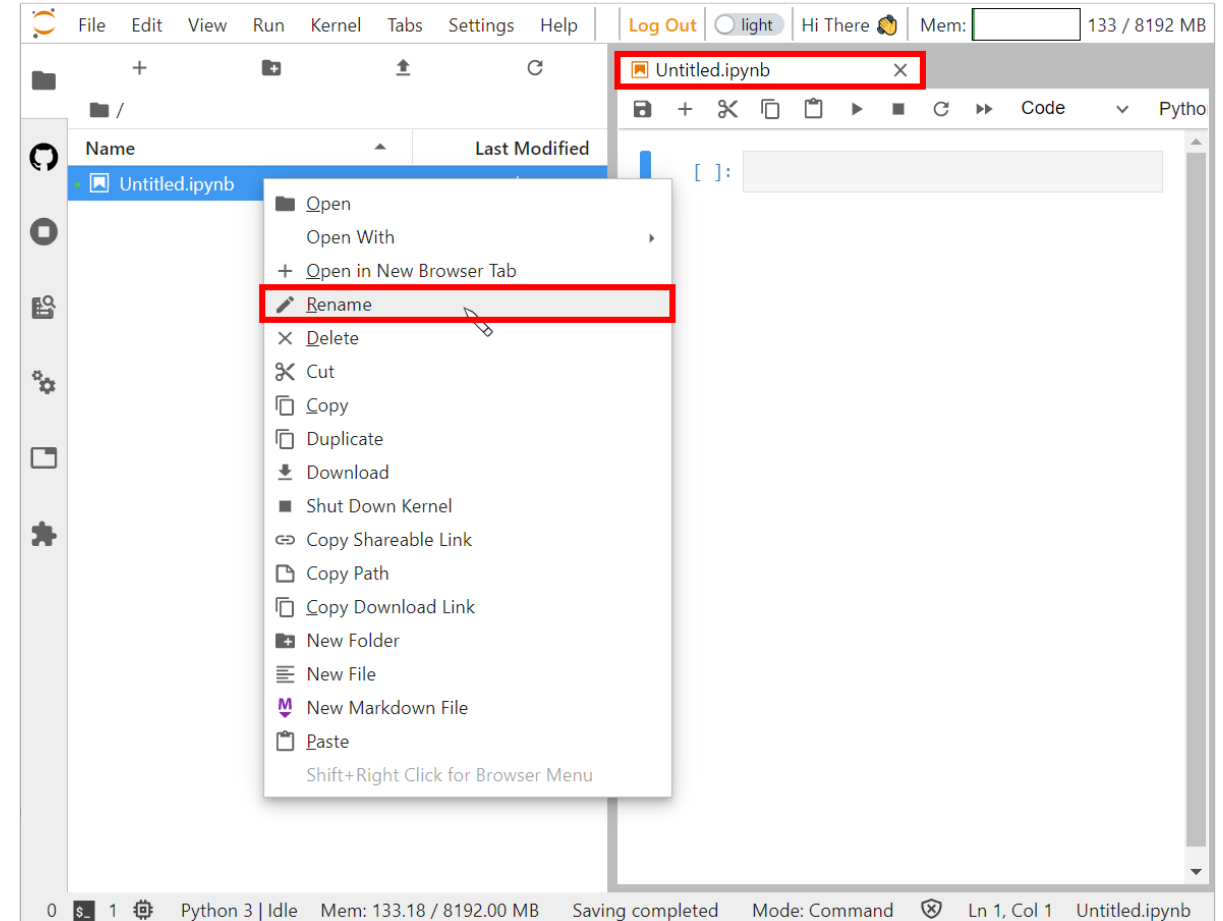 File Edit View Run Kernel Tabs Settings Help Log Out light Hi There Mem: 133 / 8192 MB
/
Name Last Modified
Untitled.ipynb
Open
Open With
Open in New Browser Tab
Rename
Delete
Cut
Copy
Duplicate
Download
Shut Down Kernel
Copy Shareable Link
Copy Path
Copy Download Link
New Folder
New File
New Markdown File
Paste
Shift+Right Click for Browser Menu
Untitled.ipynb
Code Pytho
[ ]:
0 $_ 1 Python 3 | Idle Mem: 133.18 / 8192.00 MB Saving completed Mode: Command Ln 1, Col 1 Untitled.ipynb